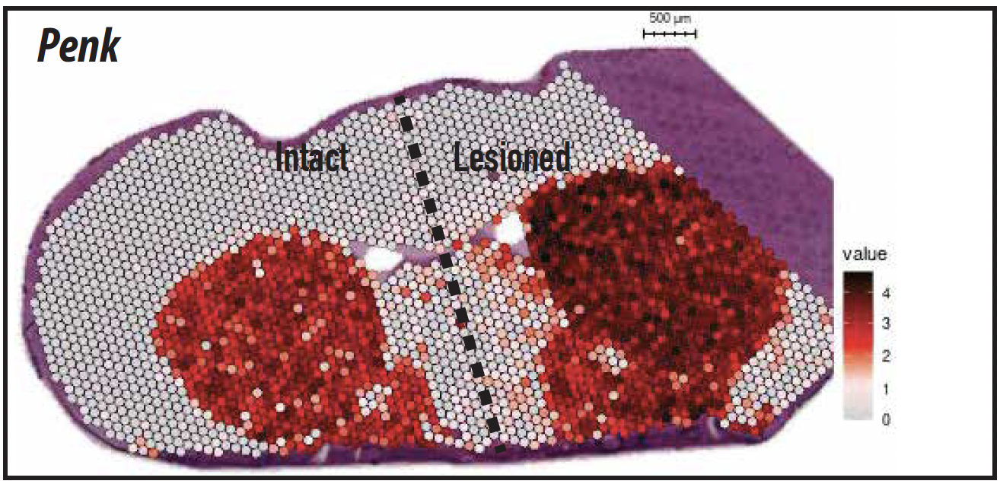 500 µm
Penk
Intact
Lesioned
value
4
3
2
1
0